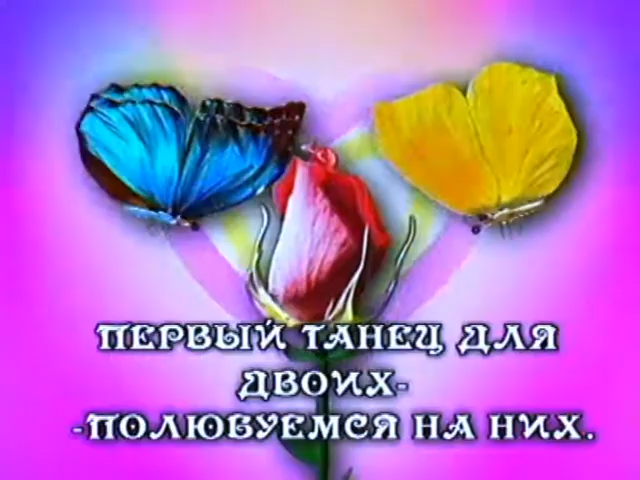 ПЕРВЫЙ ТАНЕЦ ДЛЯ
ДВОИХ-
-ПОЛЮБУЕМСЯ НА НИХ.